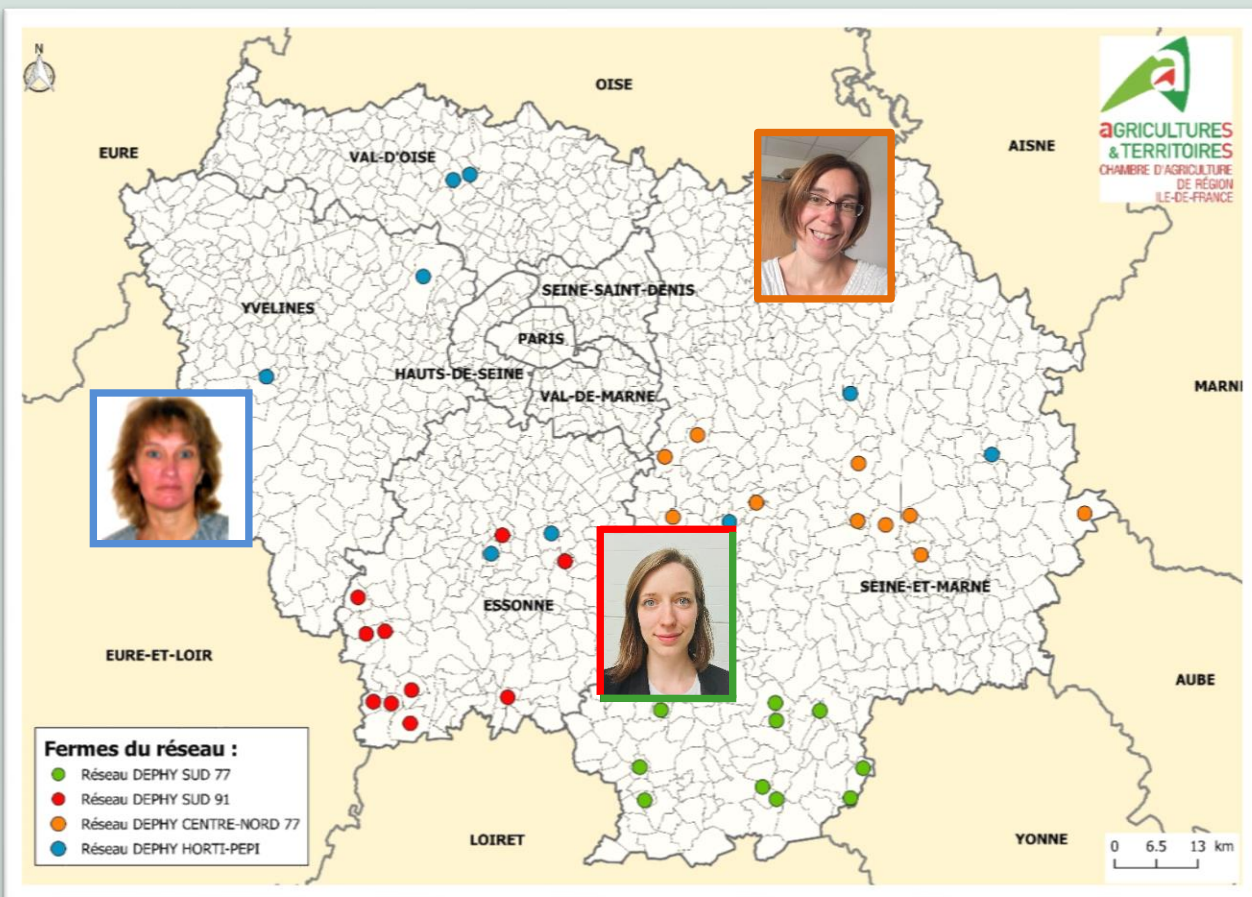 N
OISE
AISNE
EURE
VAL-D'OISE
aGRICULTURES
& TERRITOIRES
CHAMBRE D'AGRICULTURE
DE RÉGION
ILE-DE-FRANCE
SEINE-SAINT-DENIS
YVELINES
PARIS
HAUTS-DE-SEINE
VAL-DE-MARNE
MARN
SEINE-ET-MARNE
ESSONNE
EURE-ET-LOIR
AUBE
Fermes du réseau :
Réseau DEPHY SUD 77
Réseau DEPHY SUD 91
Réseau DEPHY CENTRE-NORD 77
Réseau DEPHY HORTI-PEPI
LOIRET
YONNE
0 6.5 13 km